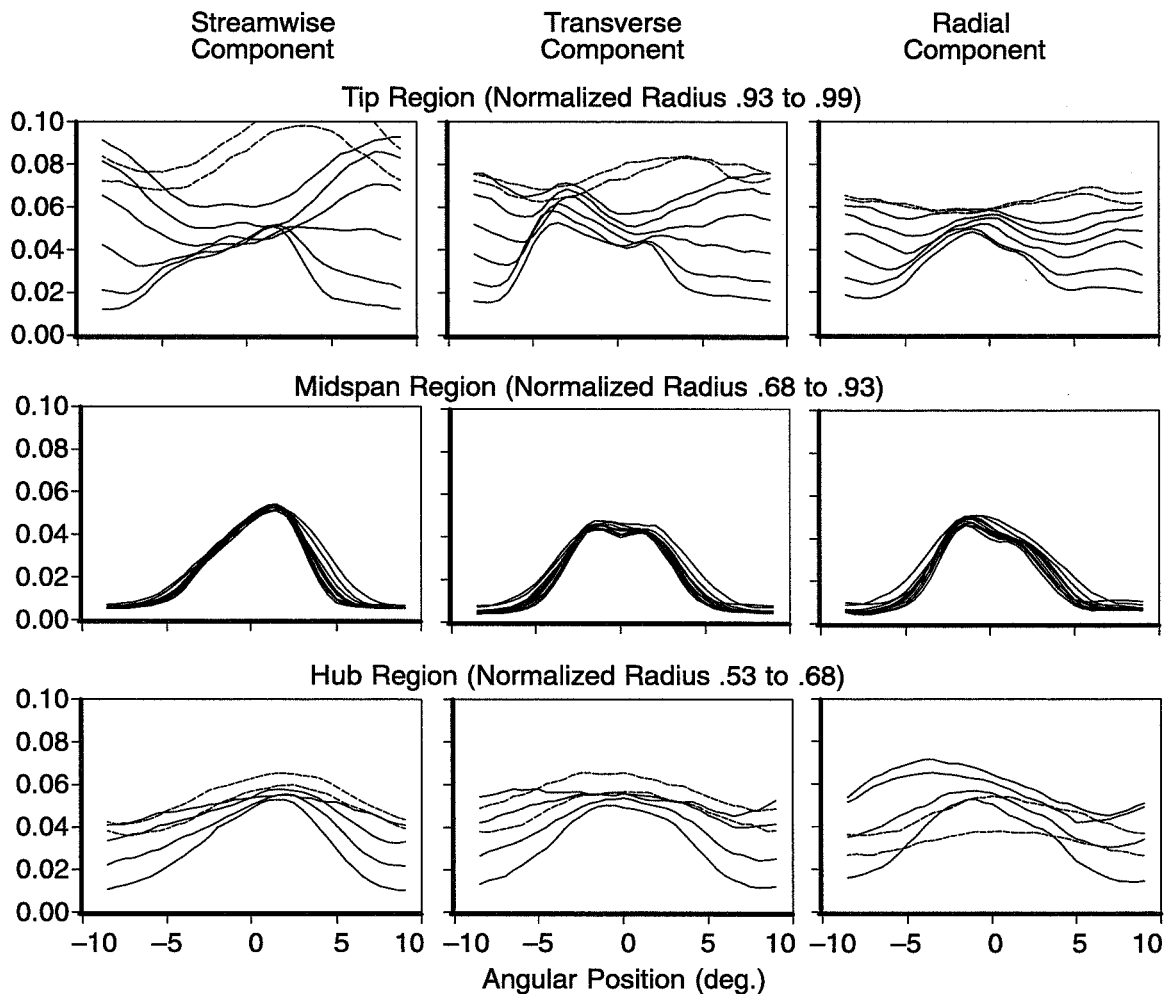 Streamwise Component
Transverse Component
Radial Component
Tip Region (Normalized Radius .93 to .99)
0.10
0.08
0.06
0.04
0.02
0.00
Midspan Region (Normalized Radius .68 to .93)
0.10
0.08
0.06
0.04
0.02
0.00
Hub Region (Normalized Radius .53 to .68)
0.10
0.08
0.06
0.04
0.02
0.00
−10 −5 0 5 10 −10 −5 0 5 10 −10 −5 0 5 10
Angular Position (deg.)